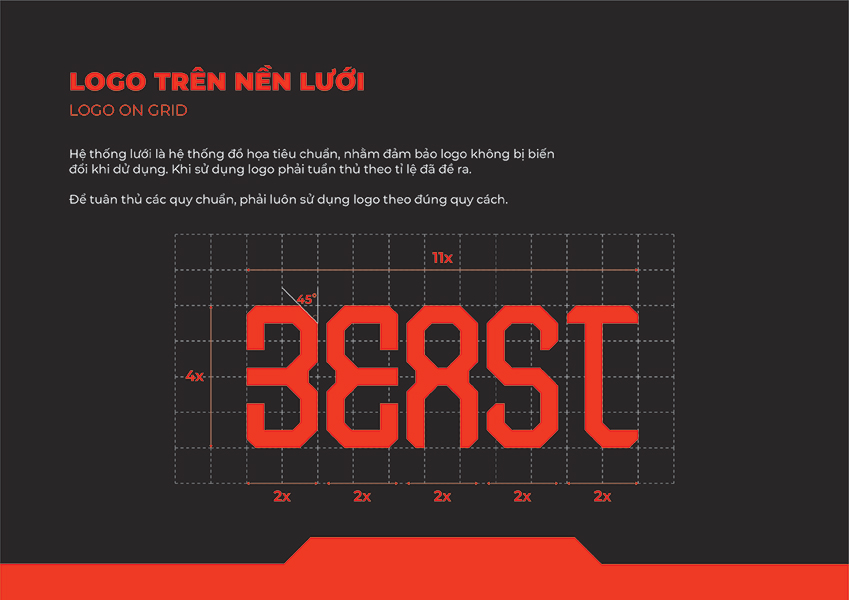 LOGO TRÊN NỀN LƯỚI
LOGO ON GRID
Hệ thống lưới là hệ thống đồ họa tiêu chuẩn, nhằm đảm bảo logo không bị biến
đổi khi dử dụng. Khi sử dụng logo phải tuẩn thủ theo tỉ lệ đã đề ra.
Để tuân thủ các quy chuẩn, phải luôn sử dụng logo theo đúng quy cách.
11x
45°
BEAST
4x
2x 2x 2x 2x 2x